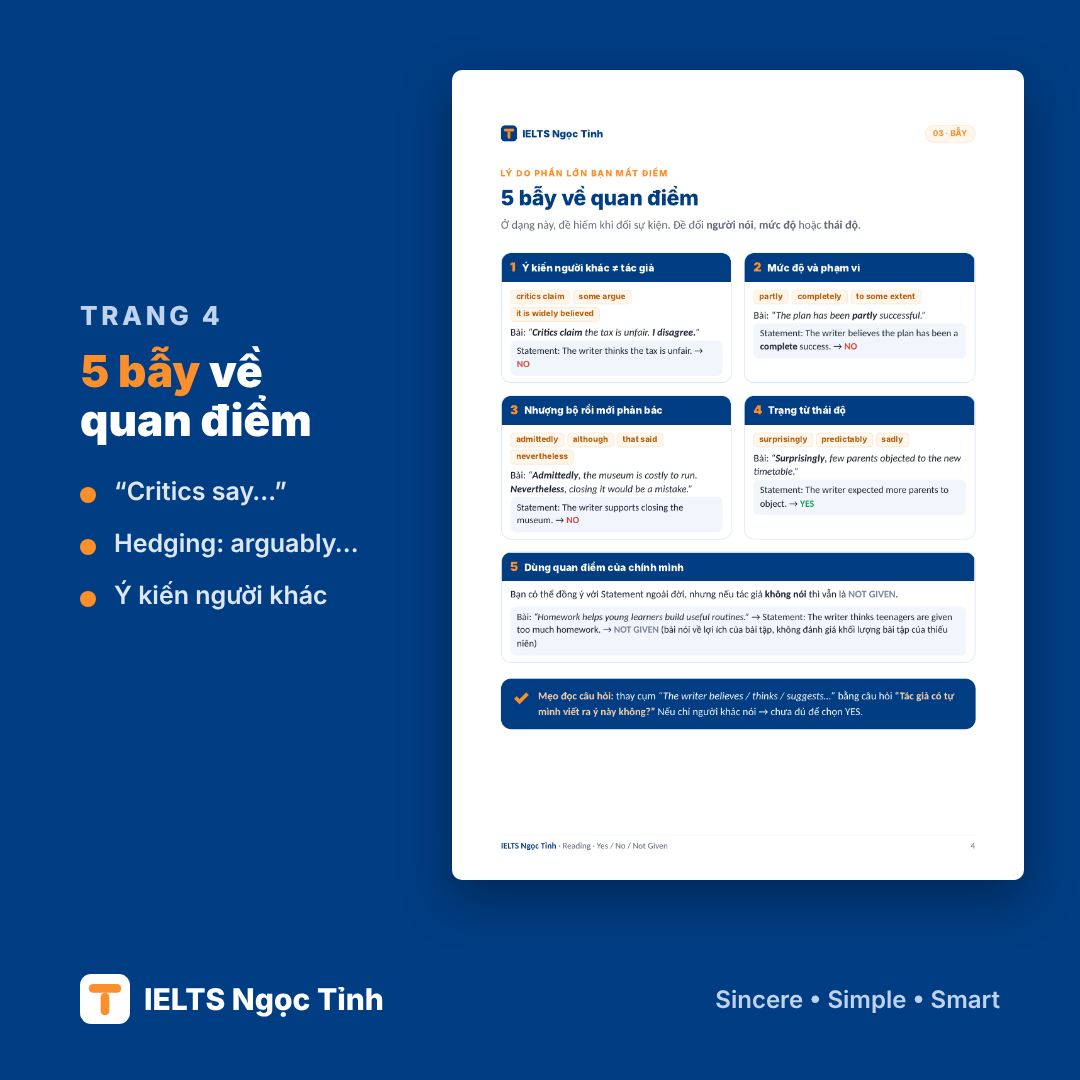 TRANG 4
5 bẫy về
quan điểm
“Critics say…”
Hedging: arguably…
Ý kiến người khác
IELTS Ngọc Tỉnh
03 · BẪY
LÝ DO PHẦN LỚN BẠN MẤT ĐIỂM
5 bẫy về quan điểm
Ở dạng này, đề hiếm khi đổi sự kiện. Đề đổi người nói, mức độ hoặc thái độ.
1 Ý kiến người khác ≠ tác giả
critics claim some argue
it is widely believed
Bài: “Critics claim the tax is unfair. I disagree.”
Statement: The writer thinks the tax is unfair. →
NO
2 Mức độ và phạm vi
partly completely to some extent
Bài: “The plan has been partly successful.”
Statement: The writer believes the plan has been a
complete success. → NO
3 Nhượng bộ rồi mới phản bác
admittedly although that said
nevertheless
Bài: “Admittedly, the museum is costly to run.
Nevertheless, closing it would be a mistake.”
Statement: The writer supports closing the
museum. → NO
4 Trạng từ thái độ
surprisingly predictably sadly
Bài: “Surprisingly, few parents objected to the new
timetable.”
Statement: The writer expected more parents to
object. → YES
5 Dùng quan điểm của chính mình
Bạn có thể đồng ý với Statement ngoài đời, nhưng nếu tác giả không nói thì vẫn là NOT GIVEN.
Bài: “Homework helps young learners build useful routines.” → Statement: The writer thinks teenagers are given
too much homework. → NOT GIVEN (bài nói về lợi ích của bài tập, không đánh giá khối lượng bài tập của thiếu
niên)
Mẹo đọc câu hỏi: thay cụm “The writer believes / thinks / suggests…” bằng câu hỏi “Tác giả có tự
mình viết ra ý này không?” Nếu chỉ người khác nói → chưa đủ để chọn YES.
IELTS Ngọc Tỉnh · Reading · Yes / No / Not Given
4
IELTS Ngọc Tỉnh
Sincere • Simple • Smart